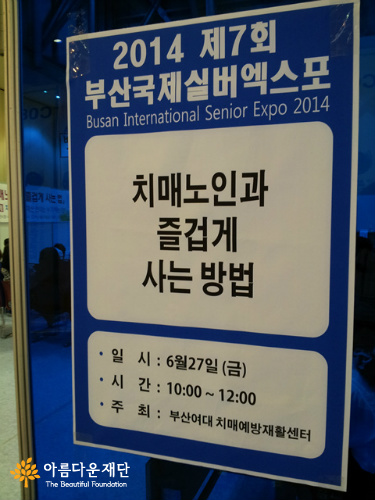 2014 제7회
부산국제실버엑스포
Busan International Senior Expo 2014
치매노인과
즐겁게
사는 방법
• 일 시 : 6월27일(금)
• 시 간 : 10:00 ~ 12:00
• 주 최 : 부산여대 치매예방재활센터
아름다운재단
The Beautiful Foundation